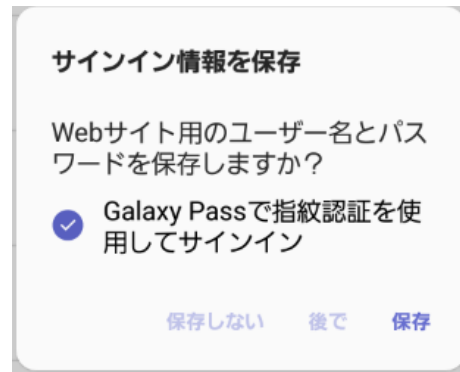 サインイン情報を保存
Webサイト用のユーザー名とパス
ワードを保存しますか？
Galaxy Passで指紋認証を使
用してサインイン
保存しない 後で 保存